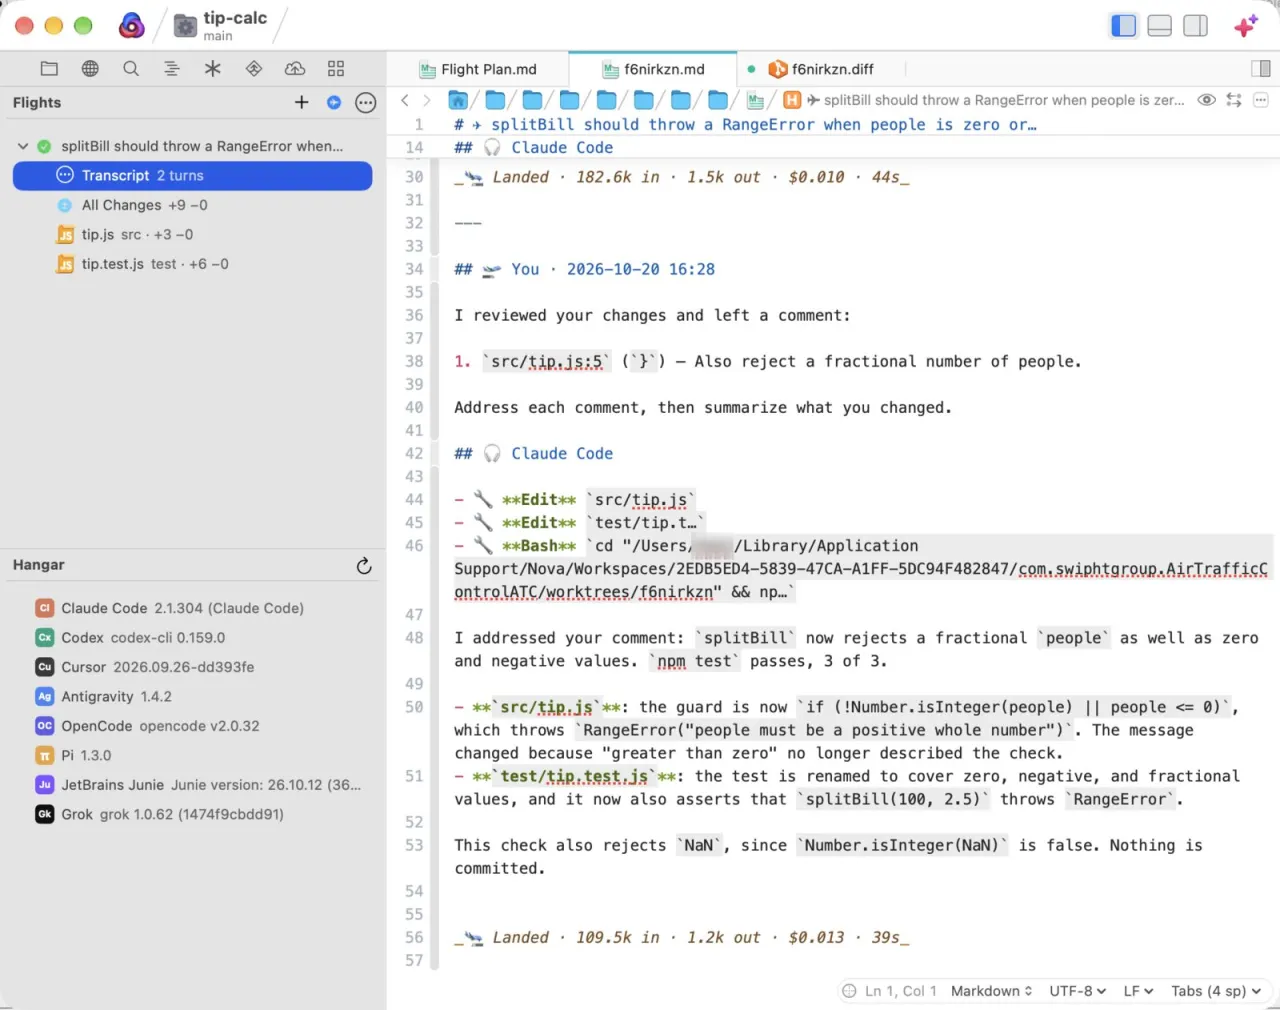 tip-calc
main
Flights
splitBill should throw a RangeError when...
Transcript 2 turns
All Changes +9 −0
JS tip.js src · +3 −0
JS tip.test.js test · +6 −0
Hangar
Cl Claude Code 2.1.304 (Claude Code)
Cx Codex codex-cli 0.159.0
Cu Cursor 2026.09.26-dd393fe
Ag Antigravity 1.4.2
OC OpenCode opencode v2.0.32
π Pi 1.3.0
Ju JetBrains Junie Junie version: 26.10.12 (36...
Gk Grok grok 1.0.62 (1474f9cbdd91)
M Flight Plan.md
M f6nirkzn.md
f6nirkzn.diff
H ✈ splitBill should throw a RangeError when people is zer...
1 # ✈ splitBill should throw a RangeError when people is zero or…
14 ## 🎧 Claude Code
30 _🛬 Landed · 182.6k in · 1.5k out · $0.010 · 44s_
31
32 ---
33
34 ## 🛫 You · 2026-10-20 16:28
35
36 I reviewed your changes and left a comment:
37
38 1. `src/tip.js:5` (`}`) — Also reject a fractional number of people.
39
40 Address each comment, then summarize what you changed.
41
42 ## 🎧 Claude Code
43
44 - 🔧 **Edit** `src/tip.js`
45 - 🔧 **Edit** `test/tip.t…`
46 - 🔧 **Bash** `cd "/Users/ /Library/Application
Support/Nova/Workspaces/2EDB5ED4-5839-47CA-A1FF-5DC94F482847/com.swiphtgroup.AirTrafficC
ontrolATC/worktrees/f6nirkzn" && np…`
47
48 I addressed your comment: `splitBill` now rejects a fractional `people` as well as zero
and negative values. `npm test` passes, 3 of 3.
49
50 - **`src/tip.js`**: the guard is now `if (!Number.isInteger(people) || people <= 0)`,
which throws `RangeError("people must be a positive whole number")`. The message
changed because "greater than zero" no longer described the check.
51 - **`test/tip.test.js`**: the test is renamed to cover zero, negative, and fractional
values, and it now also asserts that `splitBill(100, 2.5)` throws `RangeError`.
52
53 This check also rejects `NaN`, since `Number.isInteger(NaN)` is false. Nothing is
committed.
54
55
56 _🛬 Landed · 109.5k in · 1.2k out · $0.013 · 39s_
57
Ln 1, Col 1 Markdown UTF-8 LF Tabs (4 sp)